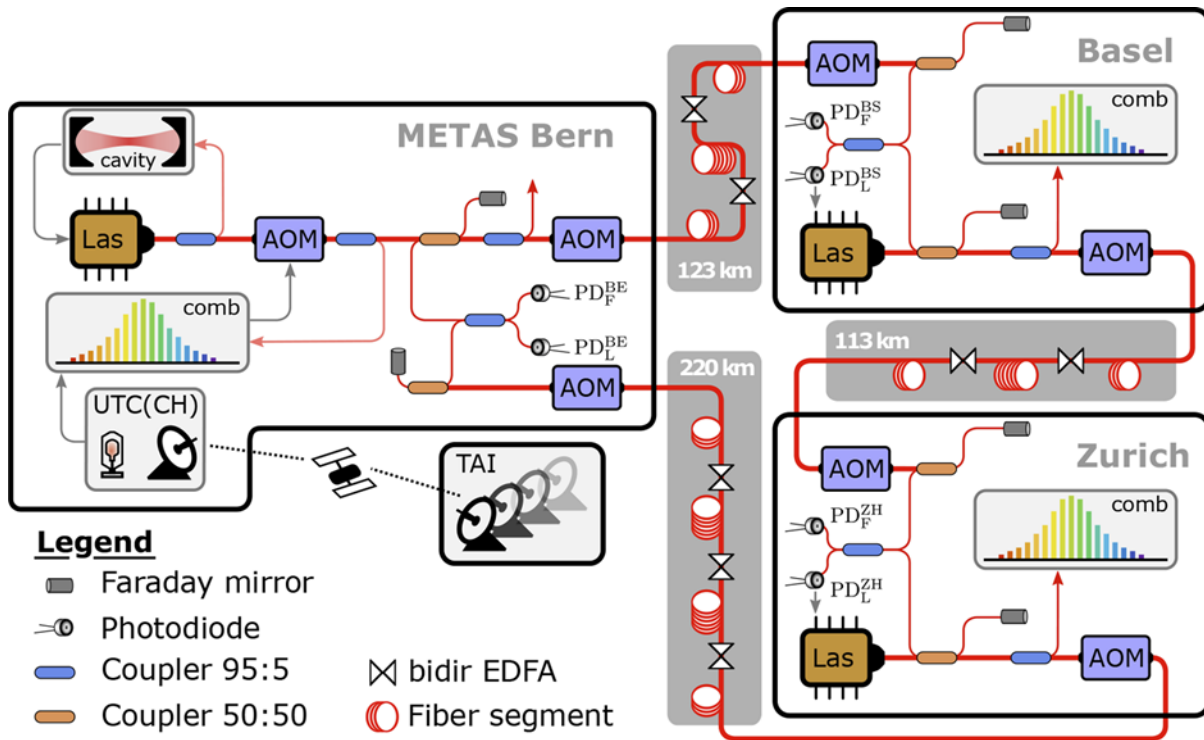 METAS Bern
cavity
Las
AOM
AOM
comb
PD_F^BE
PD_L^BE
AOM
UTC(CH)
TAI
123 km
Basel
AOM
comb
PD_F^BS
PD_L^BS
Las
AOM
113 km
220 km
Zurich
AOM
comb
PD_F^ZH
PD_L^ZH
Las
AOM
Legend
Faraday mirror
Photodiode
Coupler 95:5
Coupler 50:50
bidir EDFA
Fiber segment